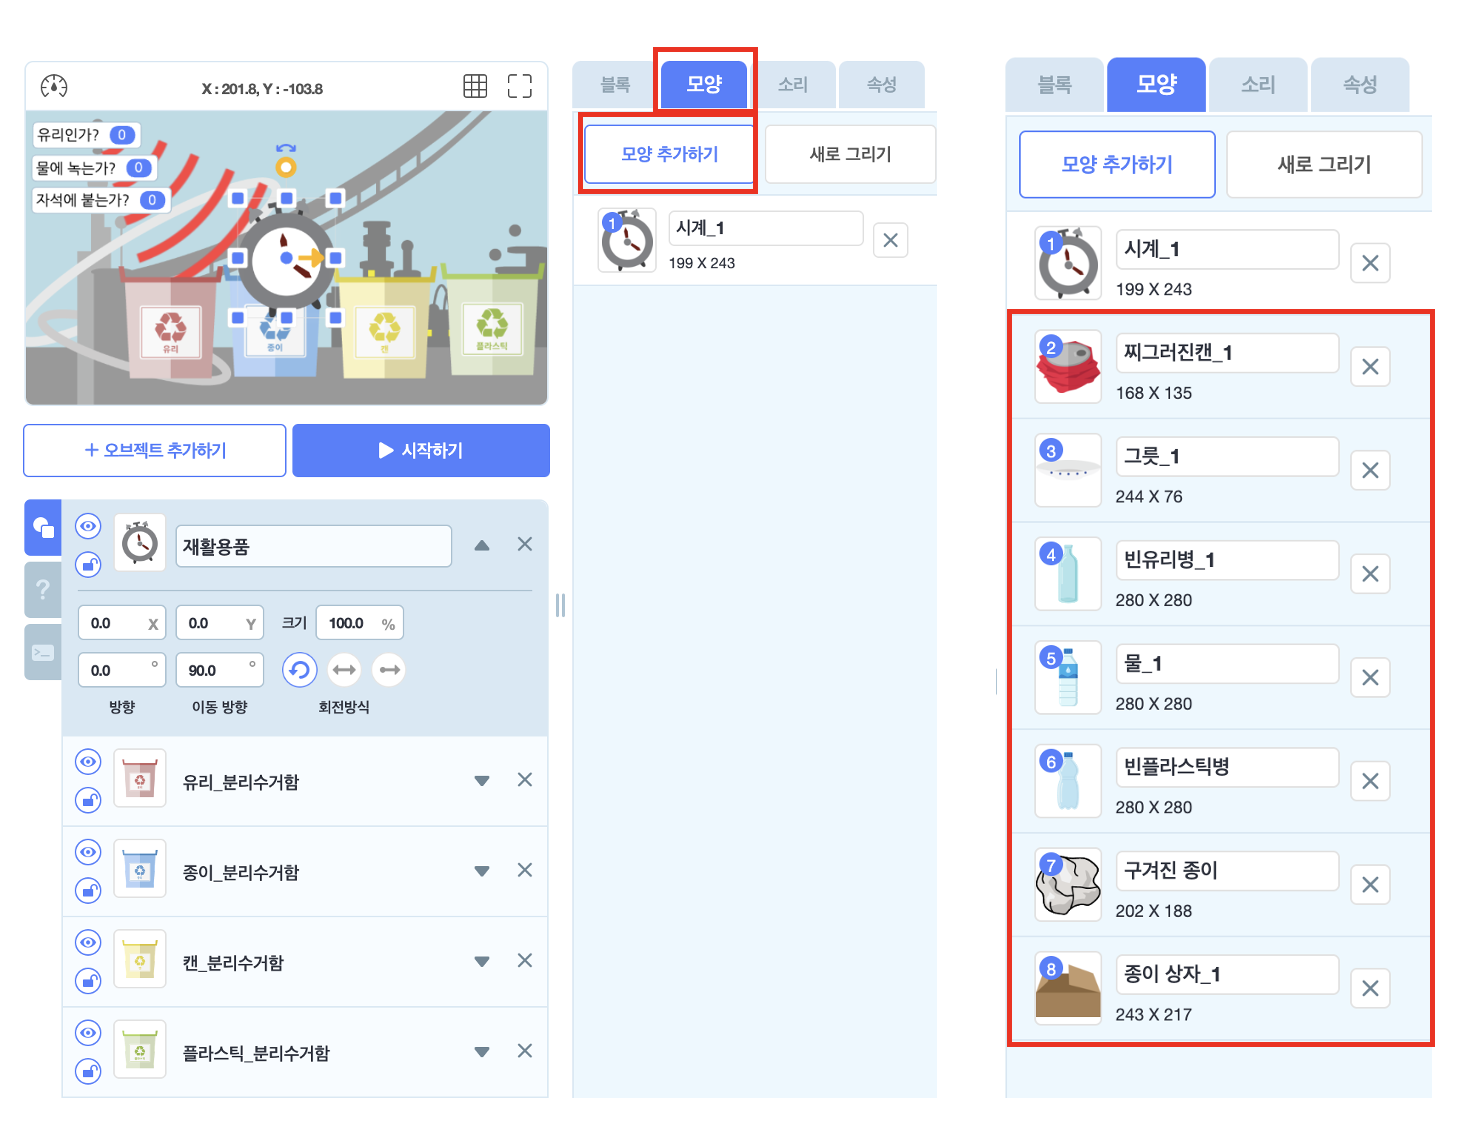 X : 201.8, Y : -103.8
유리인가? 0
물에 녹는가? 0
자석에 붙는가? 0
유리
종이
캔
플라스틱
+ 오브젝트 추가하기
시작하기
재활용품
0.0 X
0.0 Y
크기 100.0 %
0.0 °
90.0 °
방향
이동 방향
회전방식
유리_분리수거함
종이_분리수거함
캔_분리수거함
플라스틱_분리수거함
?
>_
블록
모양
소리
속성
모양 추가하기
새로 그리기
1
시계_1
199 X 243
블록
모양
소리
속성
모양 추가하기
새로 그리기
1
시계_1
199 X 243
2
찌그러진캔_1
168 X 135
3
그릇_1
244 X 76
4
빈유리병_1
280 X 280
5
물_1
280 X 280
6
빈플라스틱병
280 X 280
7
구겨진 종이
202 X 188
8
종이 상자_1
243 X 217